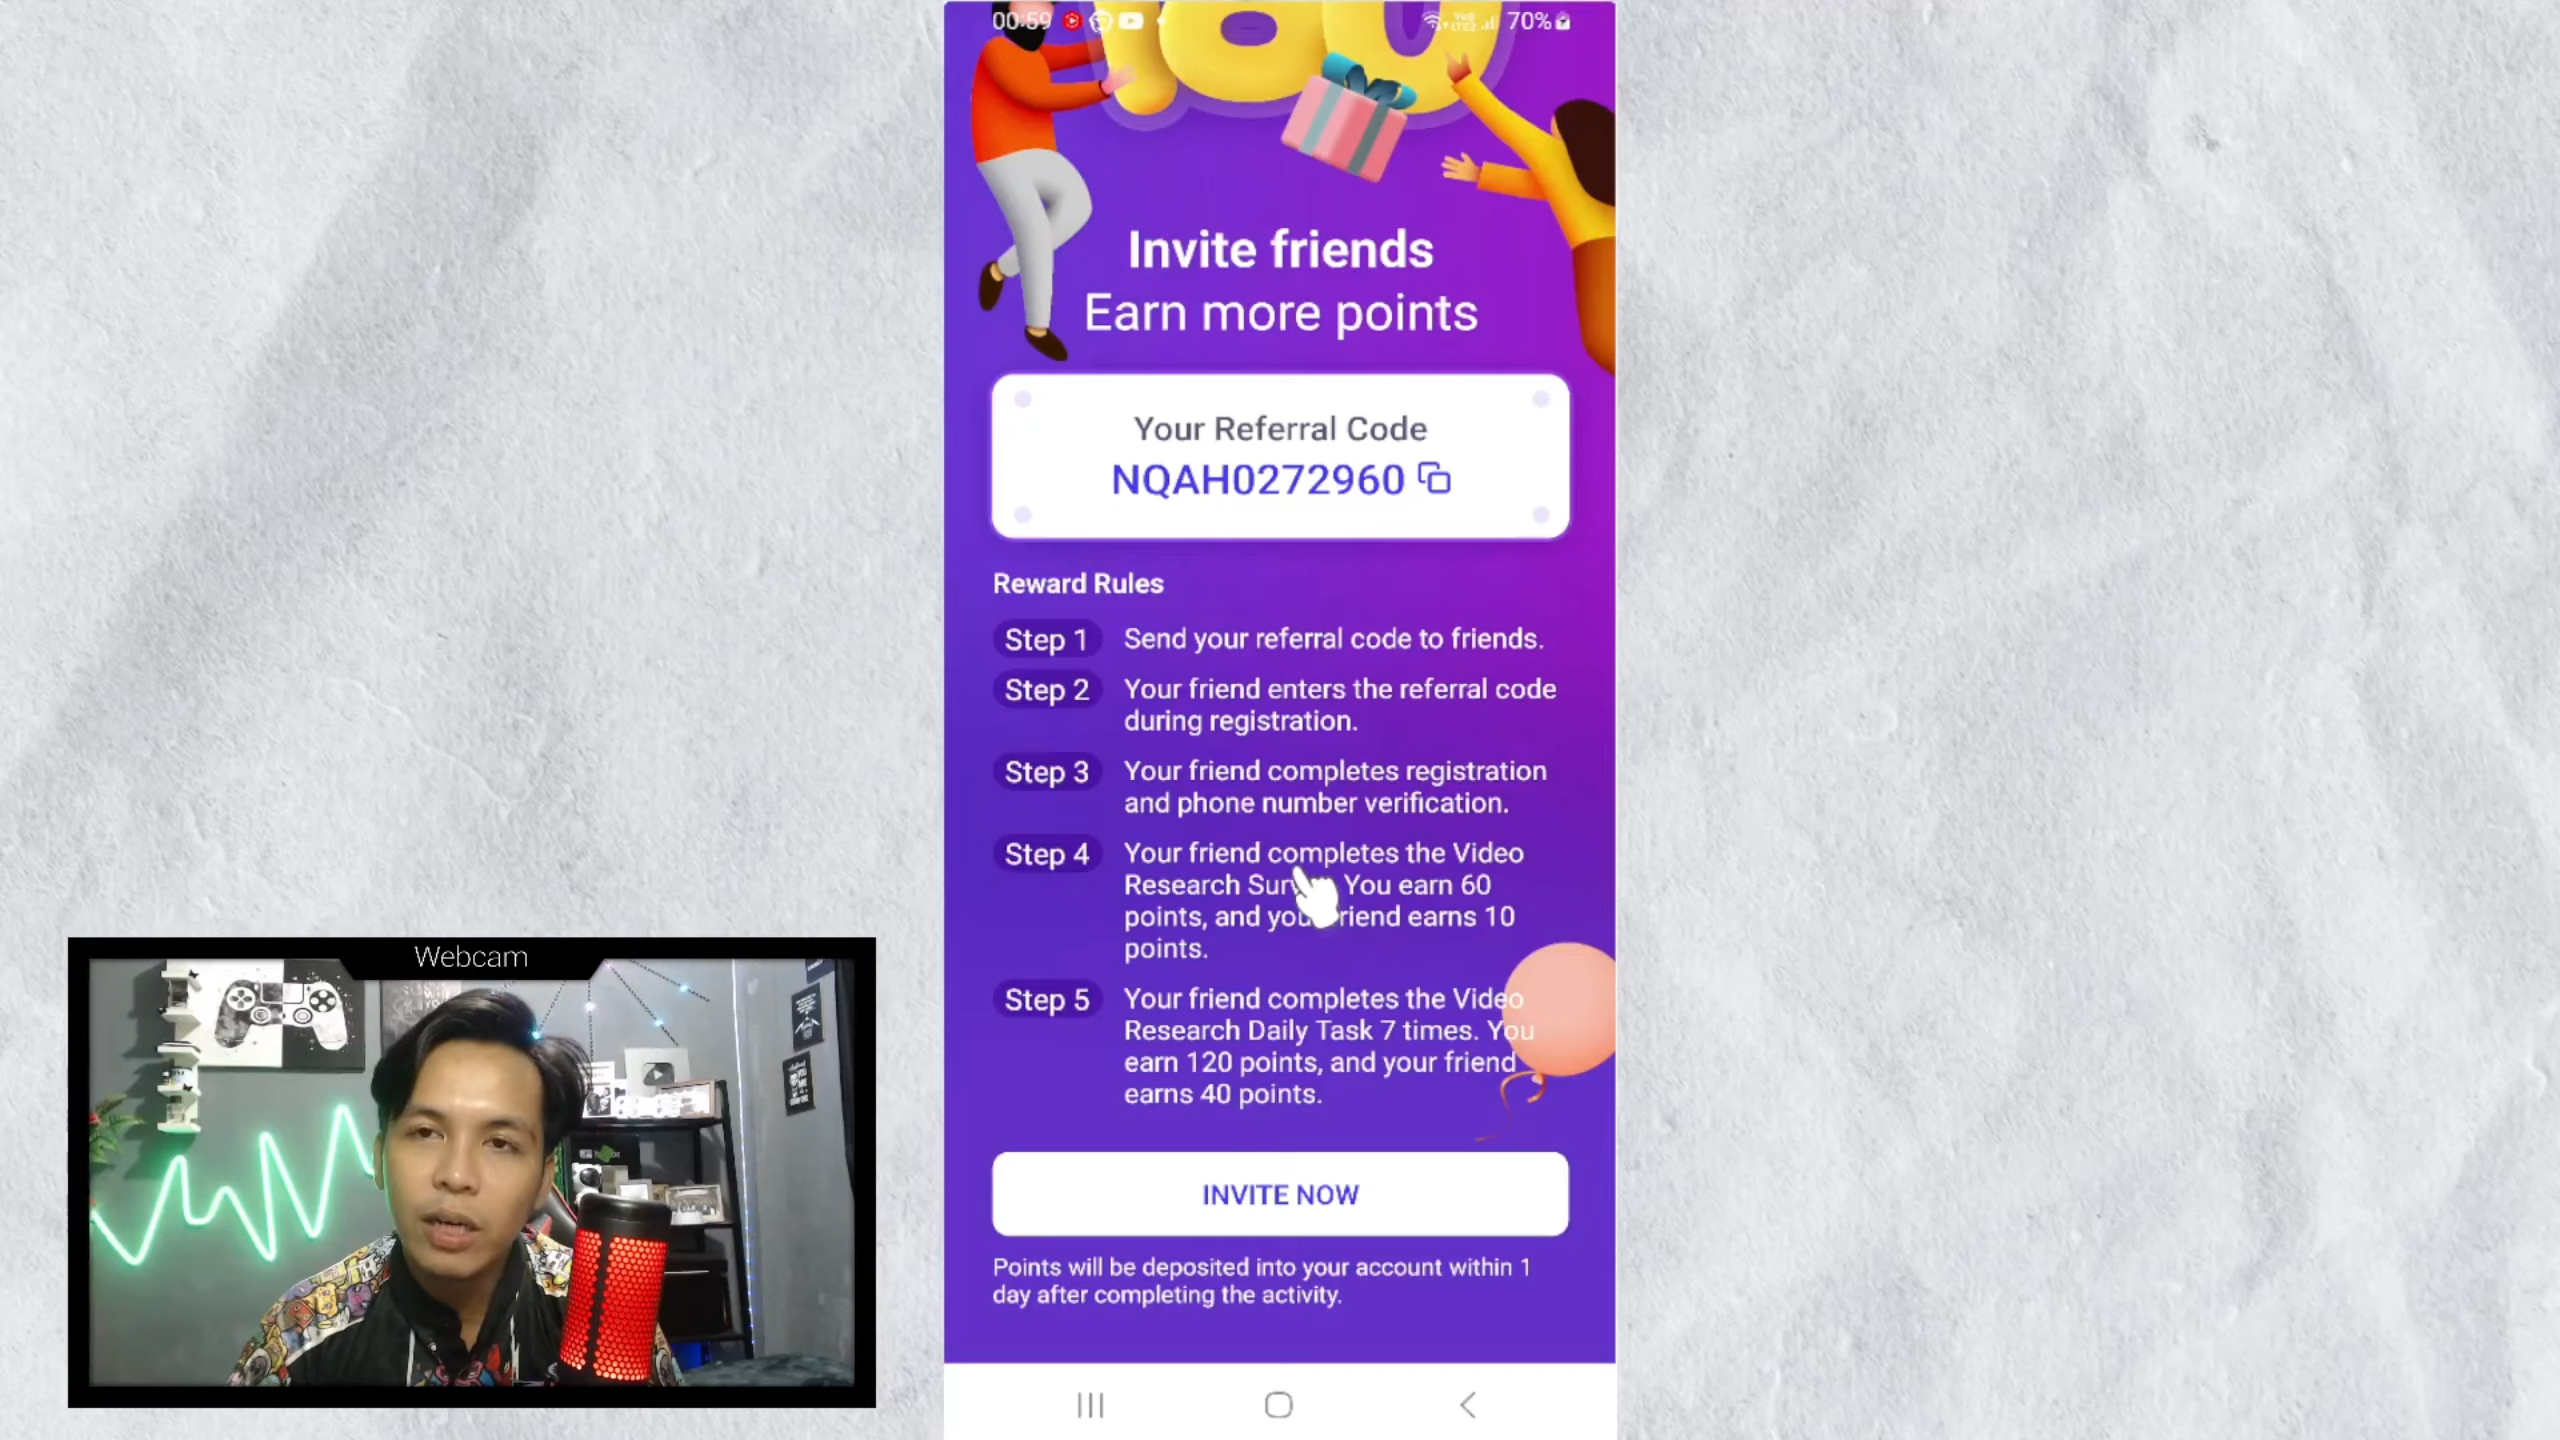 00:59
70%
180
Invite friends
Earn more points
Your Referral Code
NQAH0272960
Reward Rules
Step 1 Send your referral code to friends.
Step 2 Your friend enters the referral code
during registration.
Step 3 Your friend completes registration
and phone number verification.
Step 4 Your friend completes the Video
Research You earn 60
points, and friend earns 10
points.
Step 5 Your friend completes the Video
Research Daily Task 7 times. You
earn 120 points, and your friend
earns 40 points.
INVITE NOW
Points will be deposited into your account within 1
day after completing the activity.
Webcam